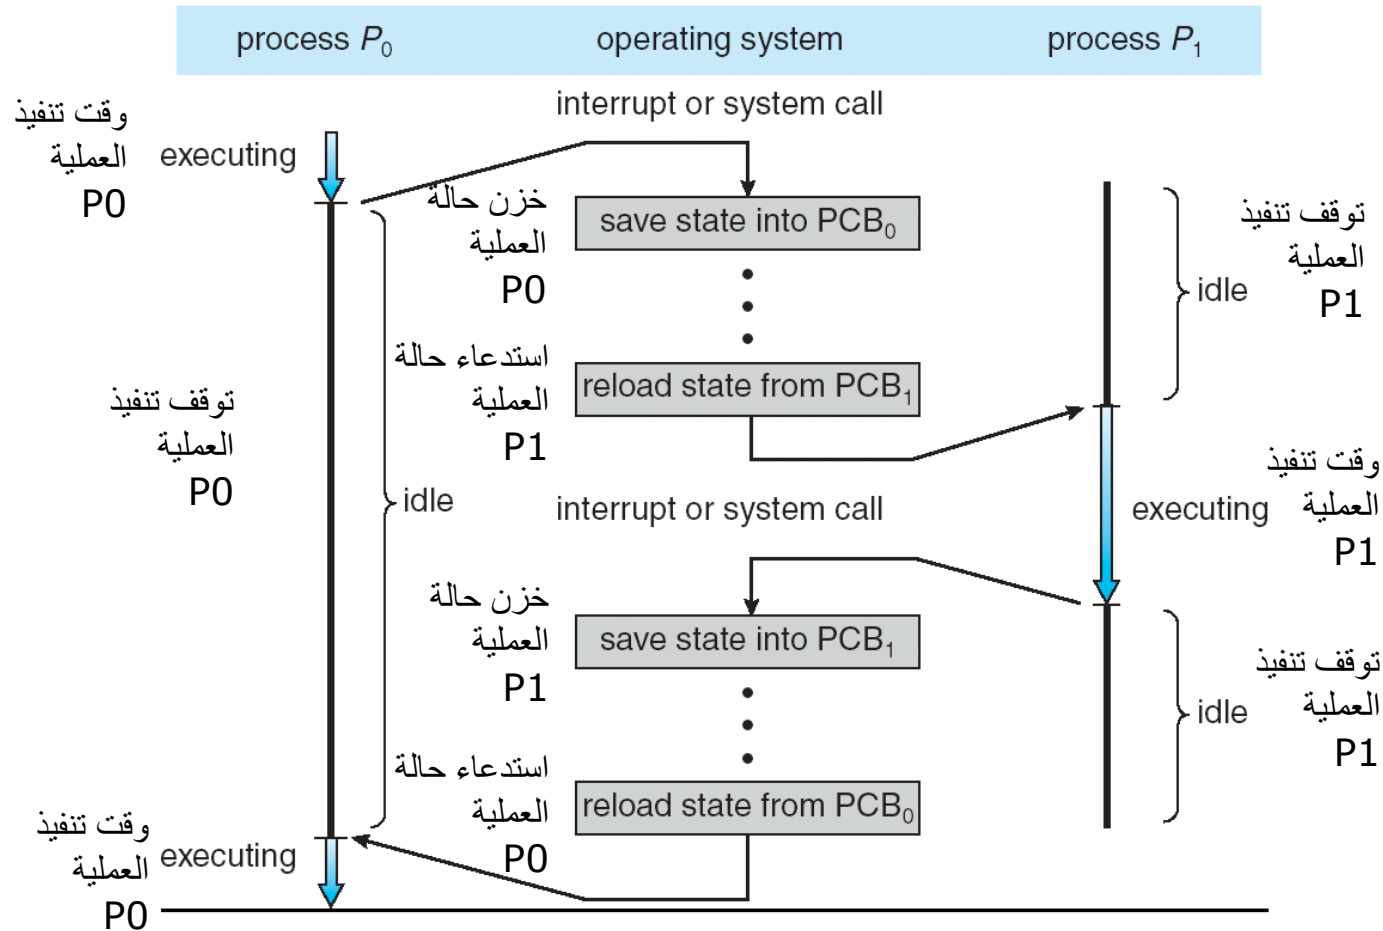 process P₀ operating system process P₁
interrupt or system call
وقت تنفيذ
العملية
P0
executing
خزن حالة
العملية
P0
save state into PCB₀
توقف تنفيذ
العملية
P1
idle
استدعاء حالة
العملية
P1
reload state from PCB₁
توقف تنفيذ
العملية
P0
idle
interrupt or system call
executing
وقت تنفيذ
العملية
P1
خزن حالة
العملية
P1
save state into PCB₁
توقف تنفيذ
العملية
P1
idle
استدعاء حالة
العملية
P0
reload state from PCB₀
وقت تنفيذ
العملية
P0
executing